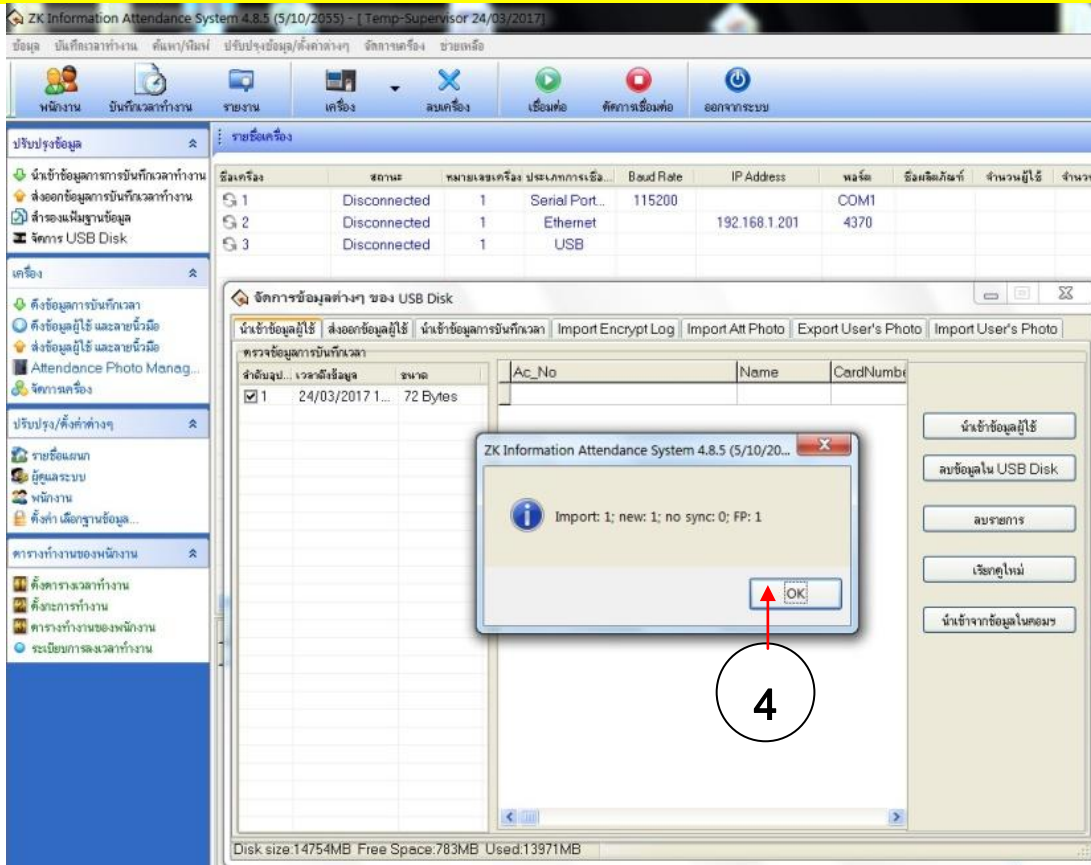 ZK Information Attendance System 4.8.5 (5/10/2055) - [ Temp-Supervisor 24/03/2017]
ข้อมูล บันทึกเวลาทำงาน ค้นหา/พิมพ์ ปรับปรุงข้อมูล/ตั้งค่าต่างๆ จัดการเครื่อง ช่วยเหลือ
พนักงาน บันทึกเวลาทำงาน รายงาน เครื่อง ลบเครื่อง เชื่อมต่อ ตัดการเชื่อมต่อ ออกจากระบบ
ปรับปรุงข้อมูล
นำเข้าข้อมูลการการบันทึกเวลาทำงาน
ส่งออกข้อมูลการบันทึกเวลาทำงาน
สำรองแฟ้มฐานข้อมูล
จัดการ USB Disk
เครื่อง
ดึงข้อมูลการบันทึกเวลา
ดึงข้อมูลผู้ใช้ และลายนิ้วมือ
ส่งข้อมูลผู้ใช้ และลายนิ้วมือ
Attendance Photo Manag...
จัดการเครื่อง
ปรับปรุง/ตั้งค่าต่างๆ
รายชื่อแผนก
ผู้ดูแลระบบ
พนักงาน
ตั้งค่า เลือกฐานข้อมูล...
ตารางทำงานของพนักงาน
ตั้งตารางเวลาทำงาน
ตั้งกะการทำงาน
ตารางทำงานของพนักงาน
ระเบียบการลงเวลาทำงาน
รายชื่อเครื่อง
ชื่อเครื่อง สถานะ หมายเลขเครื่อง ประเภทการเชื่อ... Baud Rate IP Address พอร์ต ชื่อผลิตภัณฑ์ จำนวนผู้ใช้ จำนว
1 Disconnected 1 Serial Port... 115200 COM1
2 Disconnected 1 Ethernet 192.168.1.201 4370
3 Disconnected 1 USB
จัดการข้อมูลต่างๆ ของ USB Disk
นำเข้าข้อมูลผู้ใช้ ส่งออกข้อมูลผู้ใช้ นำเข้าข้อมูลการบันทึกเวลา Import Encrypt Log Import Att Photo Export User's Photo Import User's Photo
ตรวจข้อมูลการบันทึกเวลา
ลำดับอุป... เวลาดึงข้อมูล ขนาด Ac_No Name CardNumbe
1 24/03/2017 1... 72 Bytes
นำเข้าข้อมูลผู้ใช้
ลบข้อมูลใน USB Disk
ลบรายการ
เรียกดูใหม่
นำเข้าจากข้อมูลในคอมฯ
ZK Information Attendance System 4.8.5 (5/10/20...
Import: 1; new: 1; no sync: 0; FP: 1
OK
4
Disk size:14754MB Free Space:783MB Used:13971MB